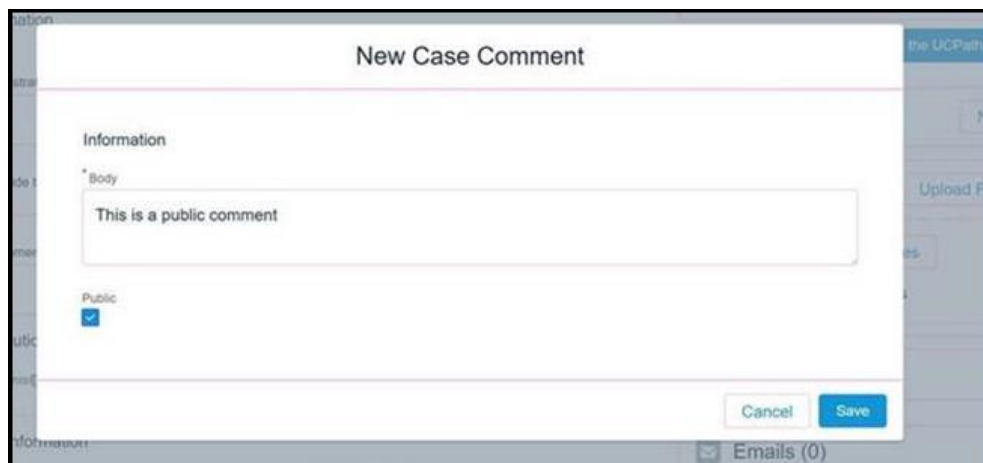 New Case Comment
the UCPath
Information
* Body
This is a public comment
Upload F
Public
Cancel
Save
Emails (0)